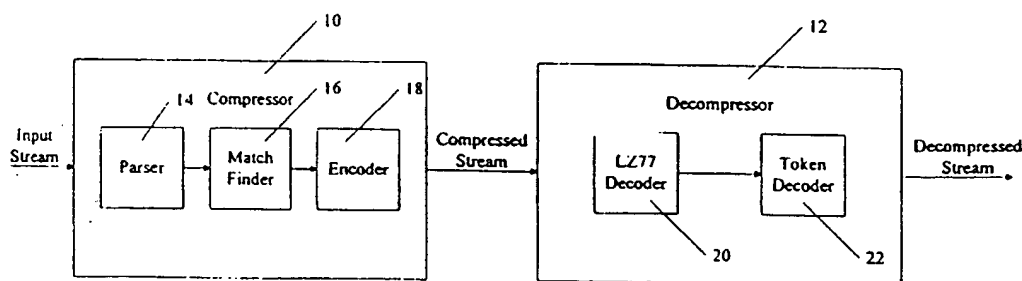 10
12
14
Compressor
16
18
Decompressor
Input
Stream
Parser
Match
Finder
Encoder
Compressed
Stream
LZ77
Decoder
Token
Decoder
Decompressed
Stream
20
22